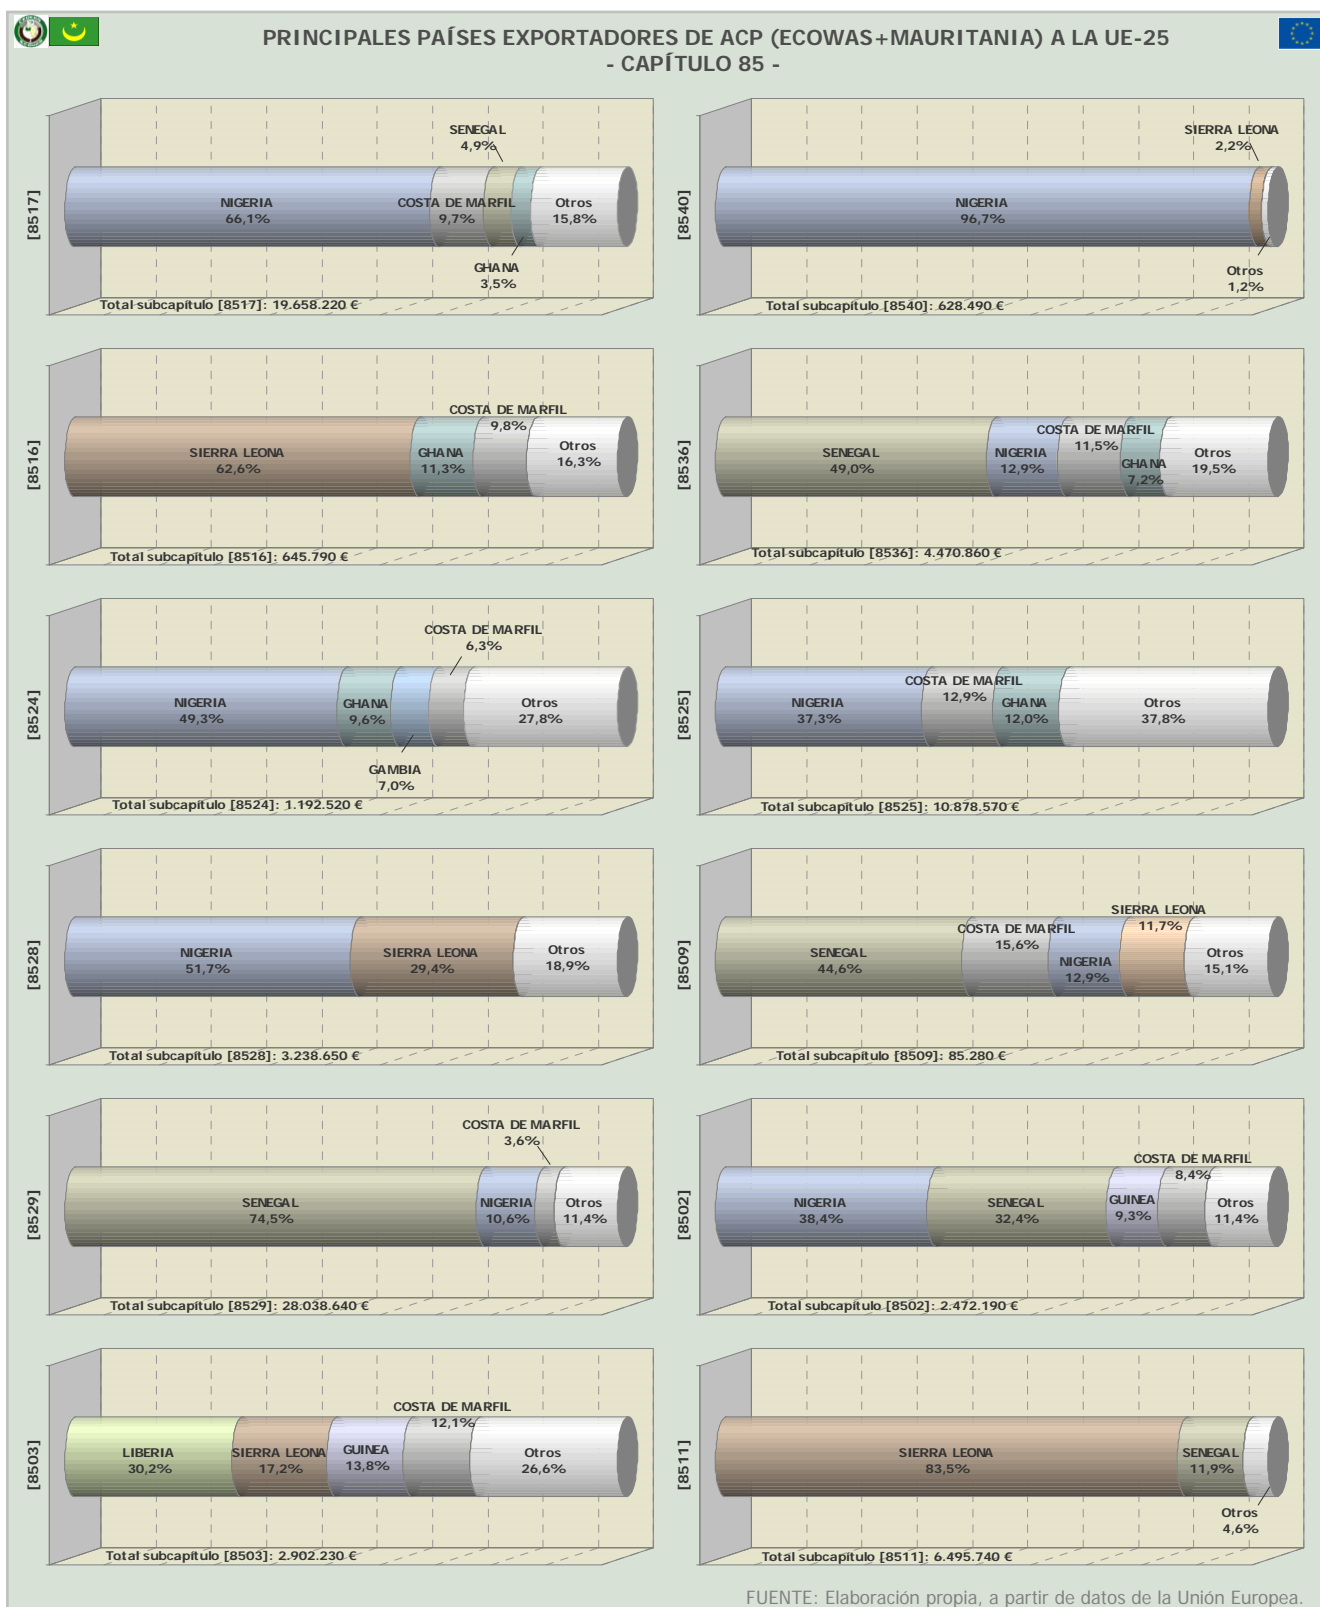 PRINCIPALES PAÍSES EXPORTADORES DE ACP (ECOWAS+MAURITANIA) A LA UE-25
- CAPÍTULO 85 -
[8517]
NIGERIA
66,1%
COSTA DE MARFIL
9,7%
SENEGAL
4,9%
GHANA
3,5%
Otros
15,8%
Total subcapítulo [8517]: 19.658.220 €
[8540]
NIGERIA
96,7%
SIERRA LEONA
2,2%
Otros
1,2%
Total subcapítulo [8540]: 628.490 €
[8516]
SIERRA LEONA
62,6%
GHANA
11,3%
COSTA DE MARFIL
9,8%
Otros
16,3%
Total subcapítulo [8516]: 645.790 €
[8536]
SENEGAL
49,0%
NIGERIA
12,9%
COSTA DE MARFIL
11,5%
GHANA
7,2%
Otros
19,5%
Total subcapítulo [8536]: 4.470.860 €
[8524]
NIGERIA
49,3%
GHANA
9,6%
GAMBIA
7,0%
COSTA DE MARFIL
6,3%
Otros
27,8%
Total subcapítulo [8524]: 1.192.520 €
[8525]
NIGERIA
37,3%
COSTA DE MARFIL
12,9%
GHANA
12,0%
Otros
37,8%
Total subcapítulo [8525]: 10.878.570 €
[8528]
NIGERIA
51,7%
SIERRA LEONA
29,4%
Otros
18,9%
Total subcapítulo [8528]: 3.238.650 €
[8509]
SENEGAL
44,6%
COSTA DE MARFIL
15,6%
NIGERIA
12,9%
SIERRA LEONA
11,7%
Otros
15,1%
Total subcapítulo [8509]: 85.280 €
[8529]
SENEGAL
74,5%
NIGERIA
10,6%
COSTA DE MARFIL
3,6%
Otros
11,4%
Total subcapítulo [8529]: 28.038.640 €
[8502]
NIGERIA
38,4%
SENEGAL
32,4%
GUINEA
9,3%
COSTA DE MARFIL
8,4%
Otros
11,4%
Total subcapítulo [8502]: 2.472.190 €
[8503]
LIBERIA
30,2%
SIERRA LEONA
17,2%
GUINEA
13,8%
COSTA DE MARFIL
12,1%
Otros
26,6%
Total subcapítulo [8503]: 2.902.230 €
[8511]
SIERRA LEONA
83,5%
SENEGAL
11,9%
Otros
4,6%
Total subcapítulo [8511]: 6.495.740 €
FUENTE: Elaboración propia, a partir de datos de la Unión Europea.